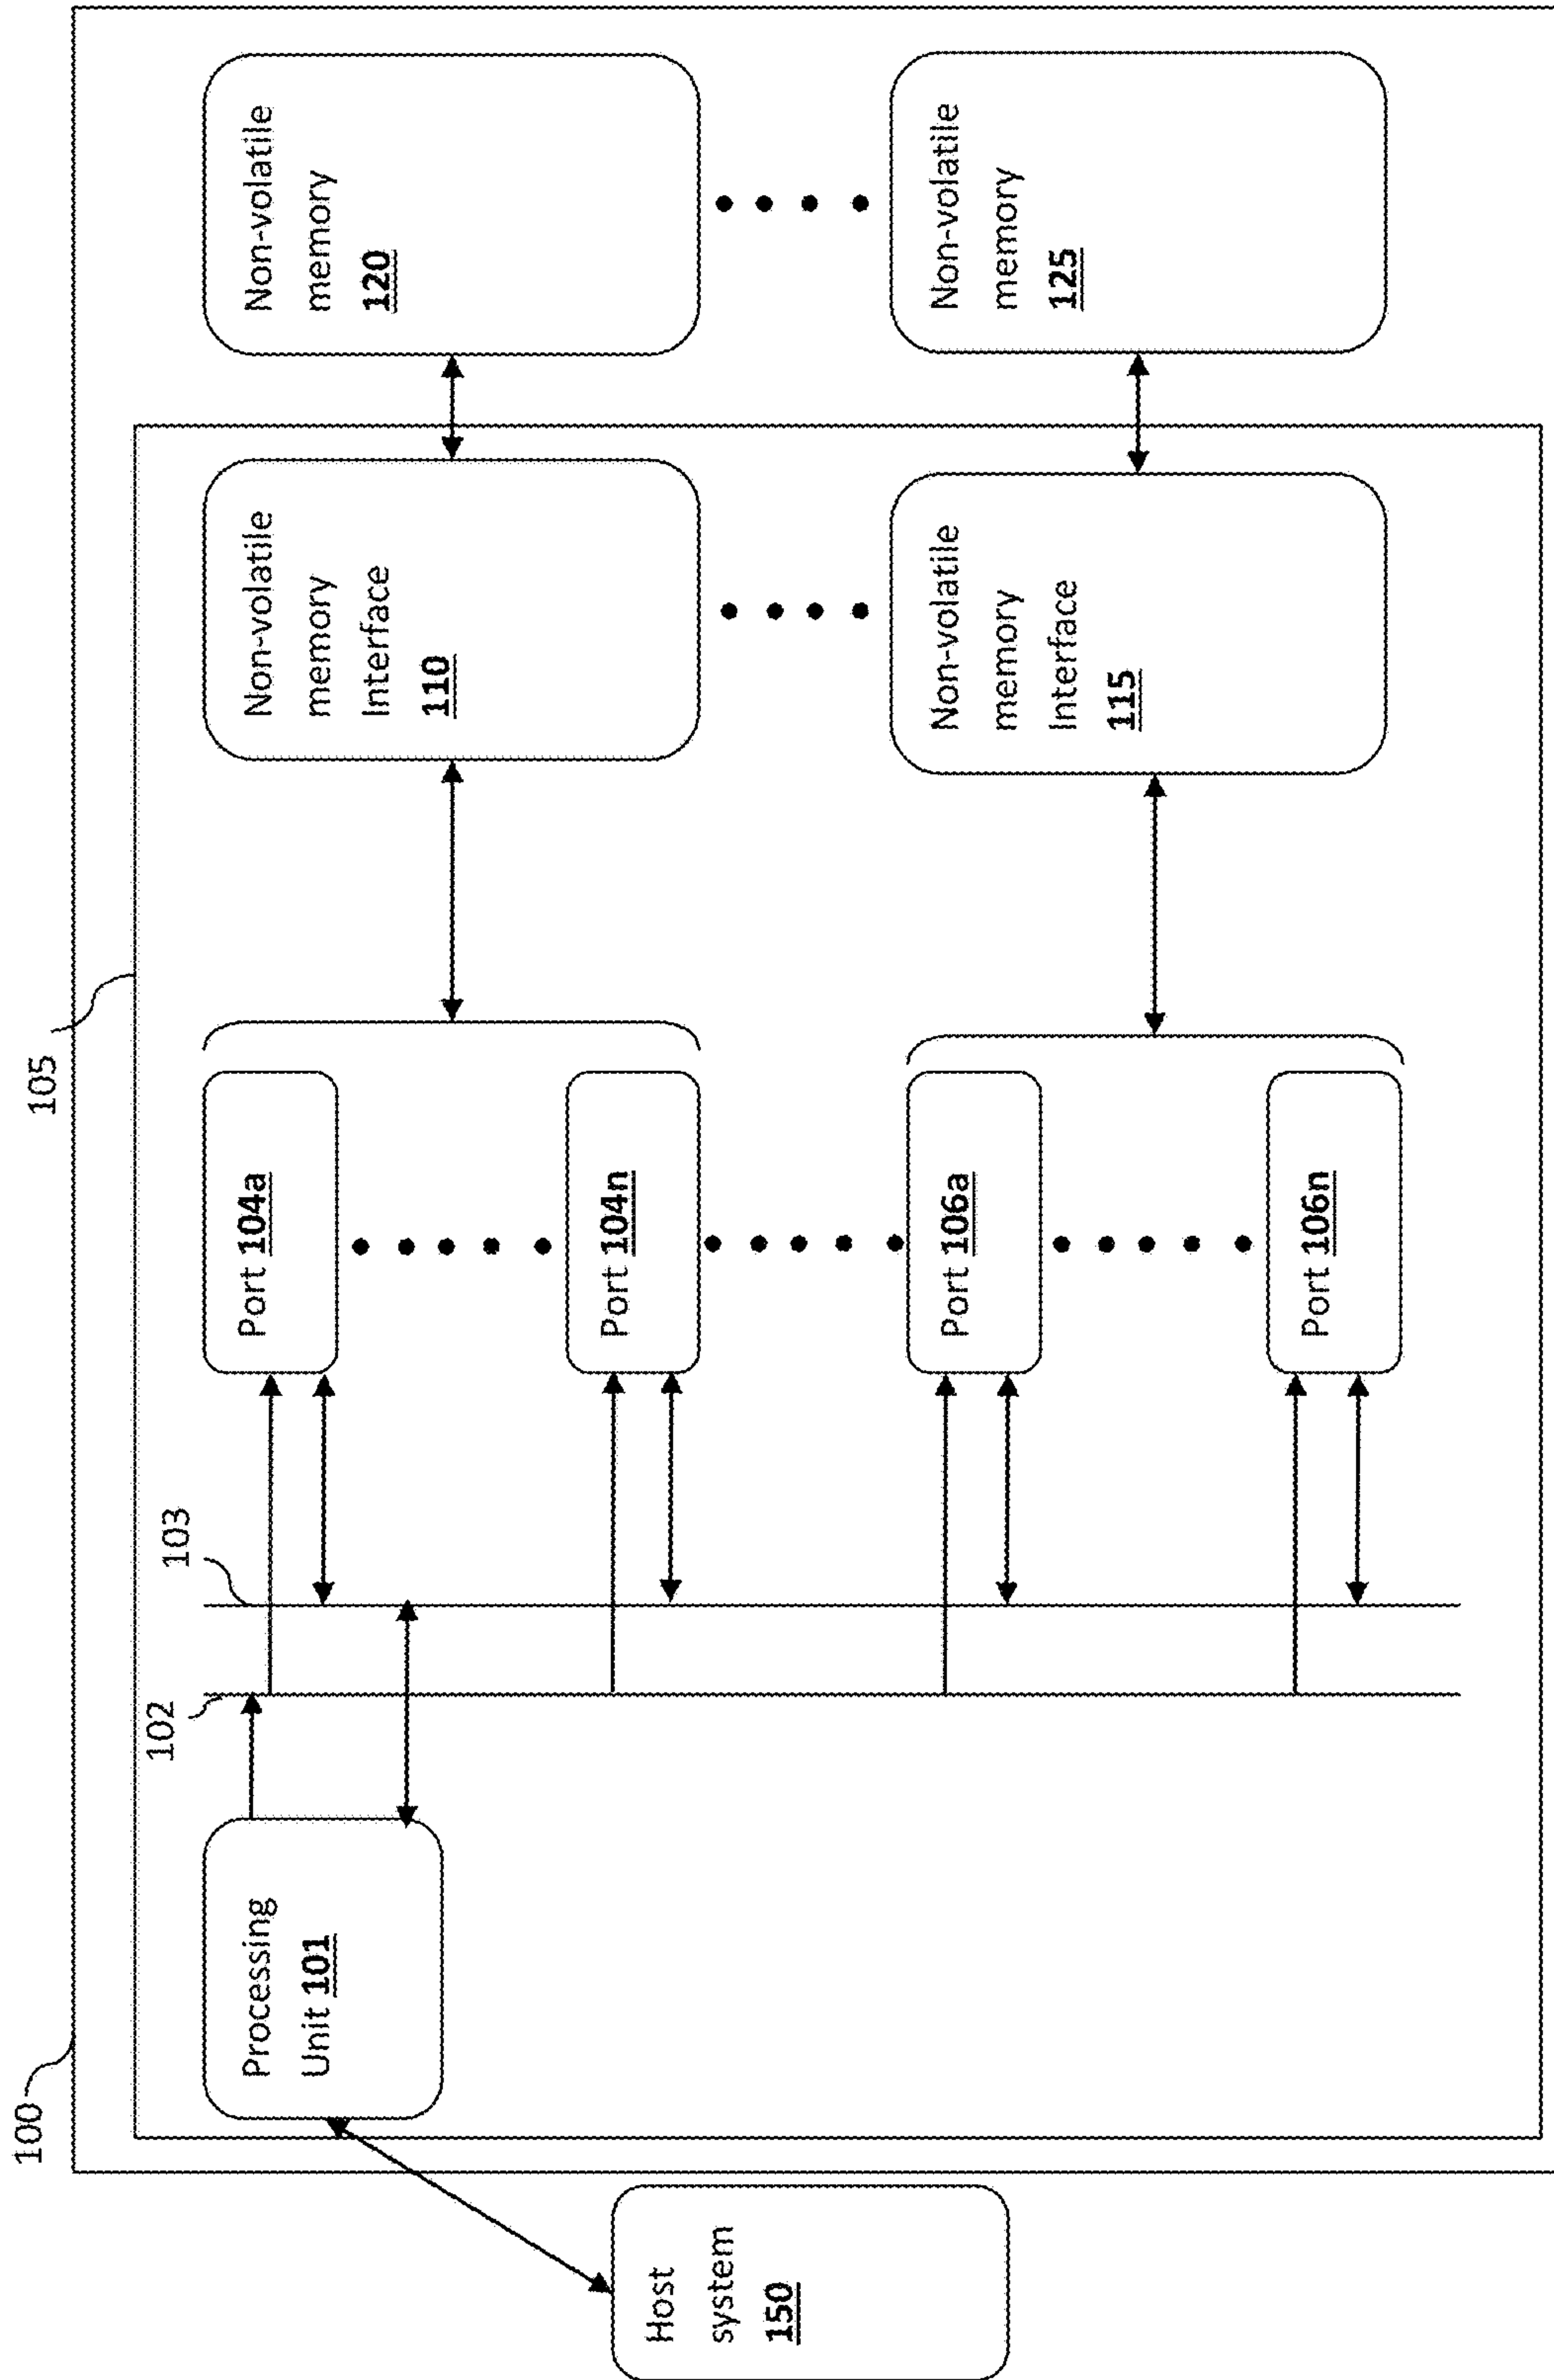 100
105
Processing
Unit 101
102
103
Port 104a
Port 104n
Port 106a
Port 106n
Non-volatile
memory
Interface
110
Non-volatile
memory
Interface
115
Non-volatile
memory
120
Non-volatile
memory
125
Host
system
150